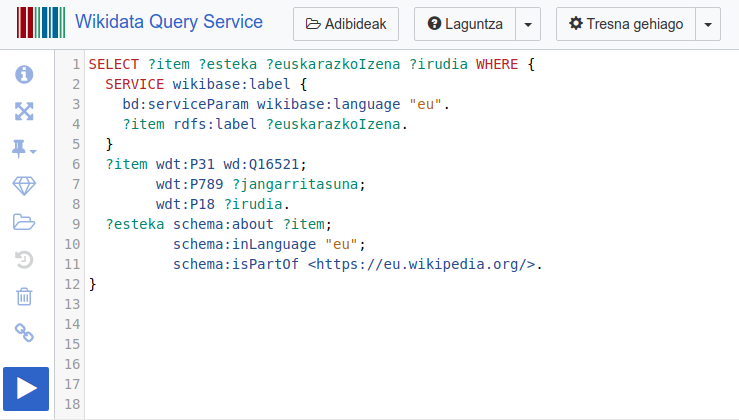 Wikidata Query Service
Adibideak
Laguntza
Tresna gehiago
1 SELECT ?item ?esteka ?euskarazkoIzena ?irudia WHERE {
2   SERVICE wikibase:label {
3     bd:serviceParam wikibase:language "eu".
4     ?item rdfs:label ?euskarazkoIzena.
5   }
6   ?item wdt:P31 wd:Q16521;
7         wdt:P789 ?jangarritasuna;
8         wdt:P18 ?irudia.
9   ?esteka schema:about ?item;
10           schema:inLanguage "eu";
11           schema:isPartOf <https://eu.wikipedia.org/>.
12 }
13
14
15
16
17
18